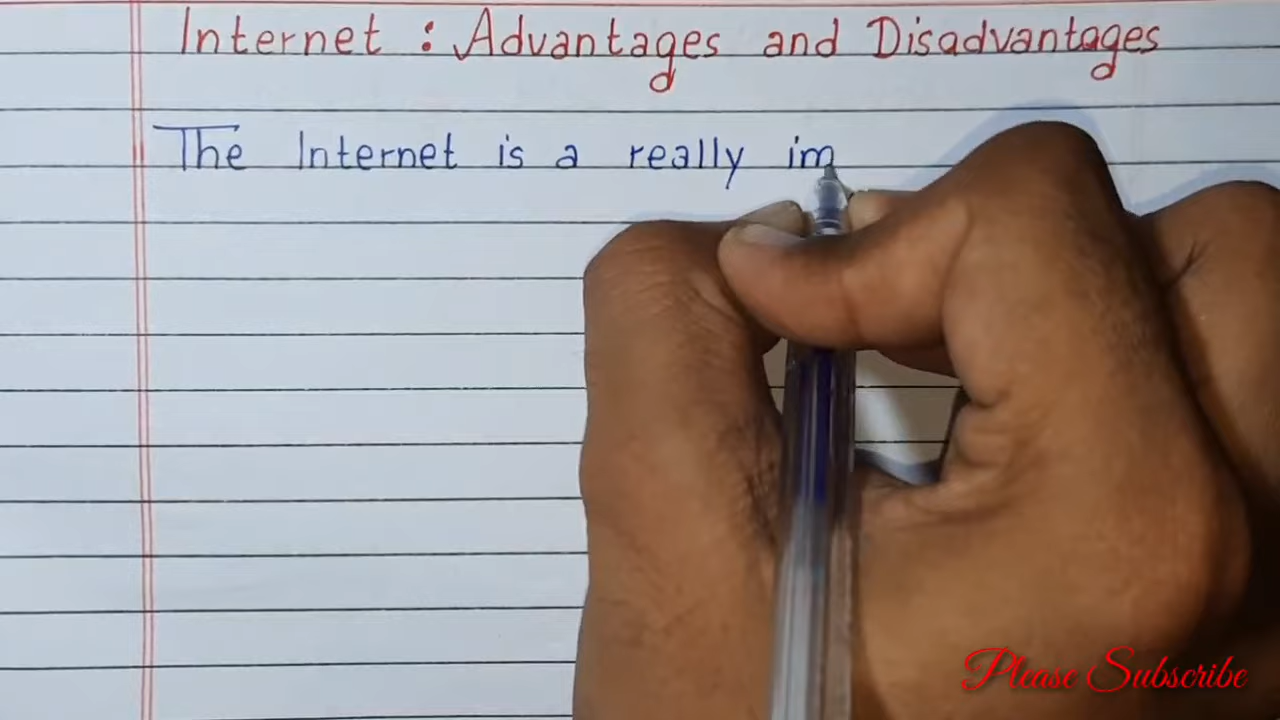 Internet : Advantages and Disadvantages
The Internet is a really im
Please Subscribe